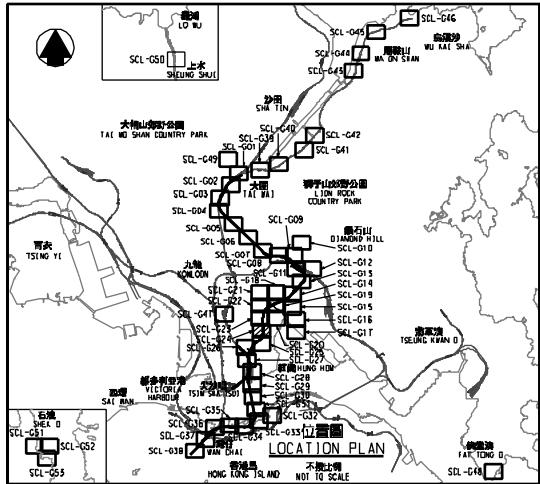 羅湖
LO WU
SCL-G50
上水
SHEUNG SHUI
SCL-G46
SCL-G45
烏溪沙
WU KAI SHA
SCL-G44
馬鞍山
MA ON SHAN
SCL-G43
沙田
SHA TIN
大帽山郊野公園
TAI MO SHAN COUNTRY PARK
SCL-G40
SCL-G39
SCL-G42
SCL-G01
SCL-G41
SCL-G49
SCL-G02
大圍
TAI WAI
獅子山郊野公園
LION ROCK
COUNTRY PARK
SCL-G03
SCL-G04
SCL-G05
SCL-G09
SCL-G06
鑽石山
DIAMOND HILL
SCL-G10
SCL-G07
SCL-G08
SCL-G11
SCL-G12
SCL-G13
SCL-G14
青衣
TSING YI
九龍
KOWLOON
SCL-G18
SCL-G21
SCL-G22
SCL-G19
SCL-G15
SCL-G47
SCL-G16
SCL-G17
SCL-G23
SCL-G24
SCL-G26
SCL-G20
SCL-G25
SCL-G27
將軍澳
TSEUNG KWAN O
紅磡
HUNG HOM
SCL-G28
SCL-G29
SCL-G30
維多利亞港
VICTORIA
HARBOUR
尖沙咀
TSIM SHA TSUI
西環
SAI WAN
SCL-G35
SCL-G36
SCL-G37
SCL-G38
SCL-G32
SCL-G33
SCL-G34
灣仔
WAN CHAI
香港島
HONG KONG ISLAND
位置圖
LOCATION PLAN
不按比例
NOT TO SCALE
石澳
SHEK O
SCL-G51
SCL-G52
SCL-G53
佛堂澳
FAT TONG O
SCL-G48